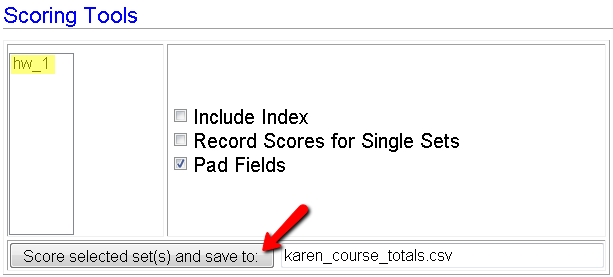 Scoring Tools
hw_1
Include Index
Record Scores for Single Sets
Pad Fields
Score selected set(s) and save to: karen_course_totals.csv